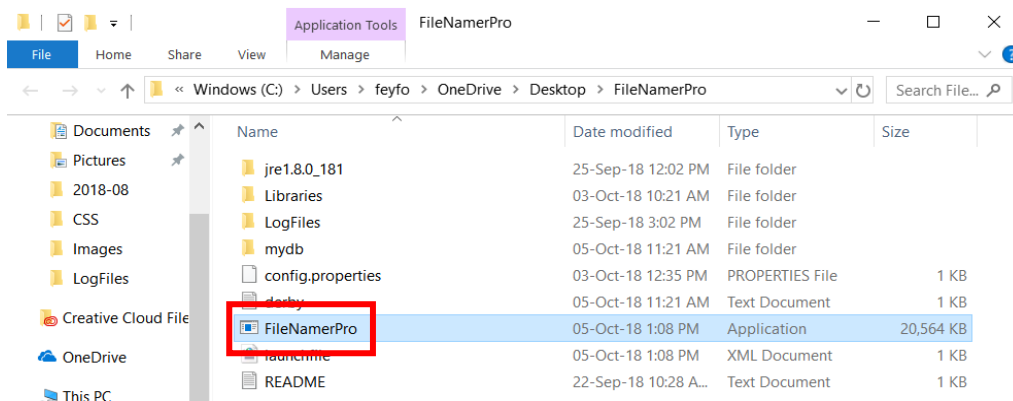 Application Tools FileNamerPro
File Home Share View Manage ?
« Windows (C:) > Users > feyfo > OneDrive > Desktop > FileNamerPro Search File...
Documents
Pictures
2018-08
CSS
Images
LogFiles
Creative Cloud File
OneDrive
This PC
Name Date modified Type Size
jre1.8.0_181 25-Sep-18 12:02 PM File folder
Libraries 03-Oct-18 10:21 AM File folder
LogFiles 25-Sep-18 3:02 PM File folder
mydb 05-Oct-18 11:21 AM File folder
config.properties 03-Oct-18 12:35 PM PROPERTIES File 1 KB
derby 05-Oct-18 11:21 AM Text Document 1 KB
FileNamerPro 05-Oct-18 1:08 PM Application 20,564 KB
launchfile 05-Oct-18 1:08 PM XML Document 1 KB
README 22-Sep-18 10:28 A... Text Document 1 KB